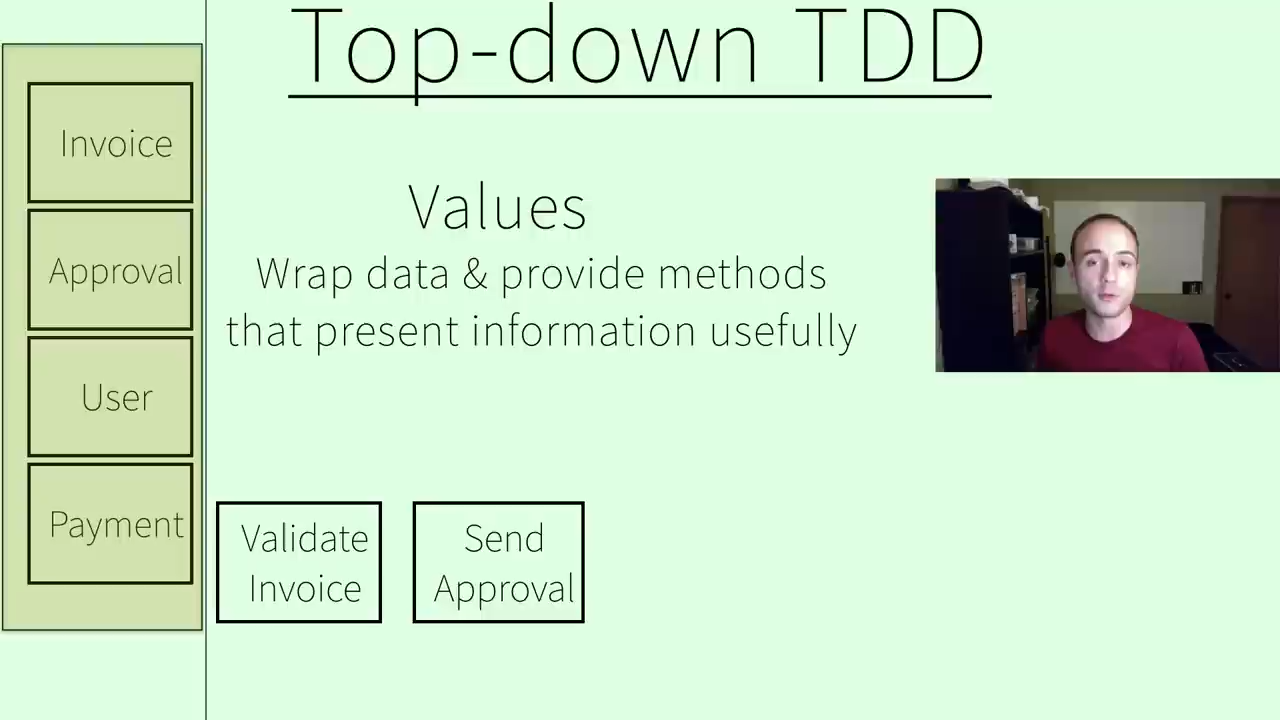 Top-down TDD
Invoice
Approval
User
Payment
Values
Wrap data & provide methods
that present information usefully
Validate
Invoice
Send
Approval